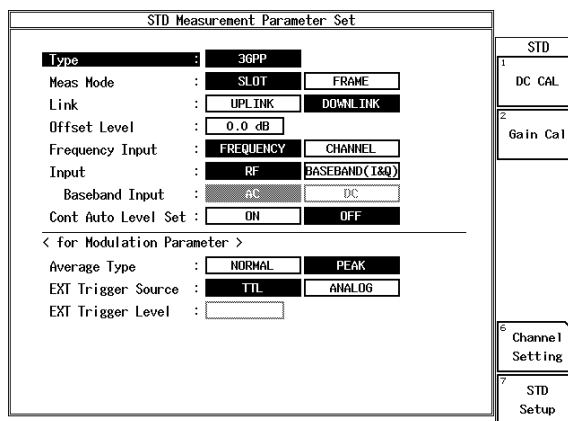 STD Measurement Parameter Set
Type : 3GPP
Meas Mode : SLOT FRAME
Link : UPLINK DOWNLINK
Offset Level : 0.0 dB
Frequency Input : FREQUENCY CHANNEL
Input : RF BASEBAND(I&Q)
Baseband Input : AC DC
Cont Auto Level Set : ON OFF
< for Modulation Parameter >
Average Type : NORMAL PEAK
EXT Trigger Source : TTL ANALOG
EXT Trigger Level :
STD
1
DC CAL
2
Gain Cal
6
Channel
Setting
7
STD
Setup